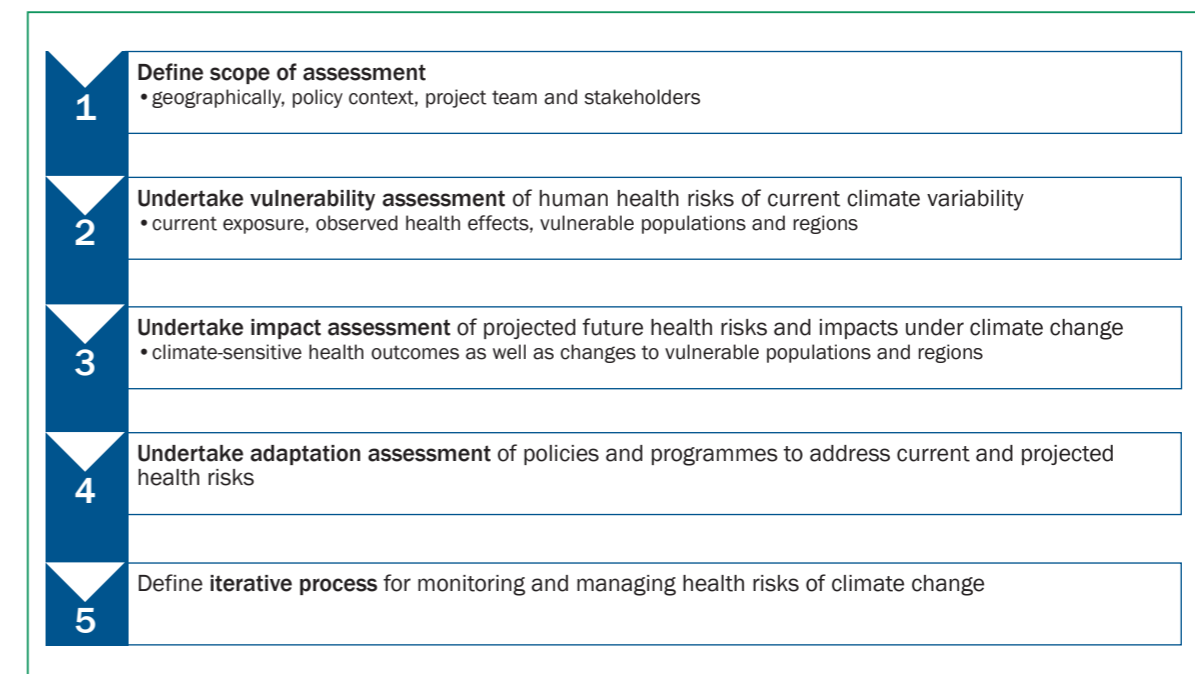 1
Define scope of assessment
• geographically, policy context, project team and stakeholders
2
Undertake vulnerability assessment of human health risks of current climate variability
• current exposure, observed health effects, vulnerable populations and regions
3
Undertake impact assessment of projected future health risks and impacts under climate change
• climate-sensitive health outcomes as well as changes to vulnerable populations and regions
4
Undertake adaptation assessment of policies and programmes to address current and projected
health risks
5
Define iterative process for monitoring and managing health risks of climate change